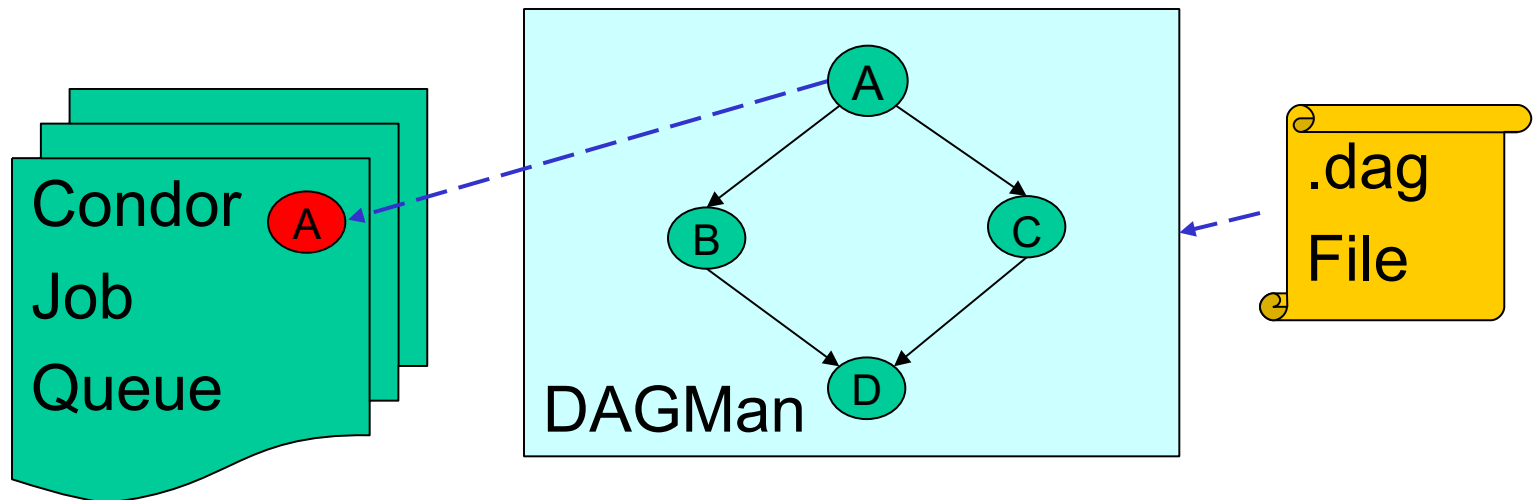 Condor
A
Job
Queue
A
B
C
D
DAGMan
.dag
File